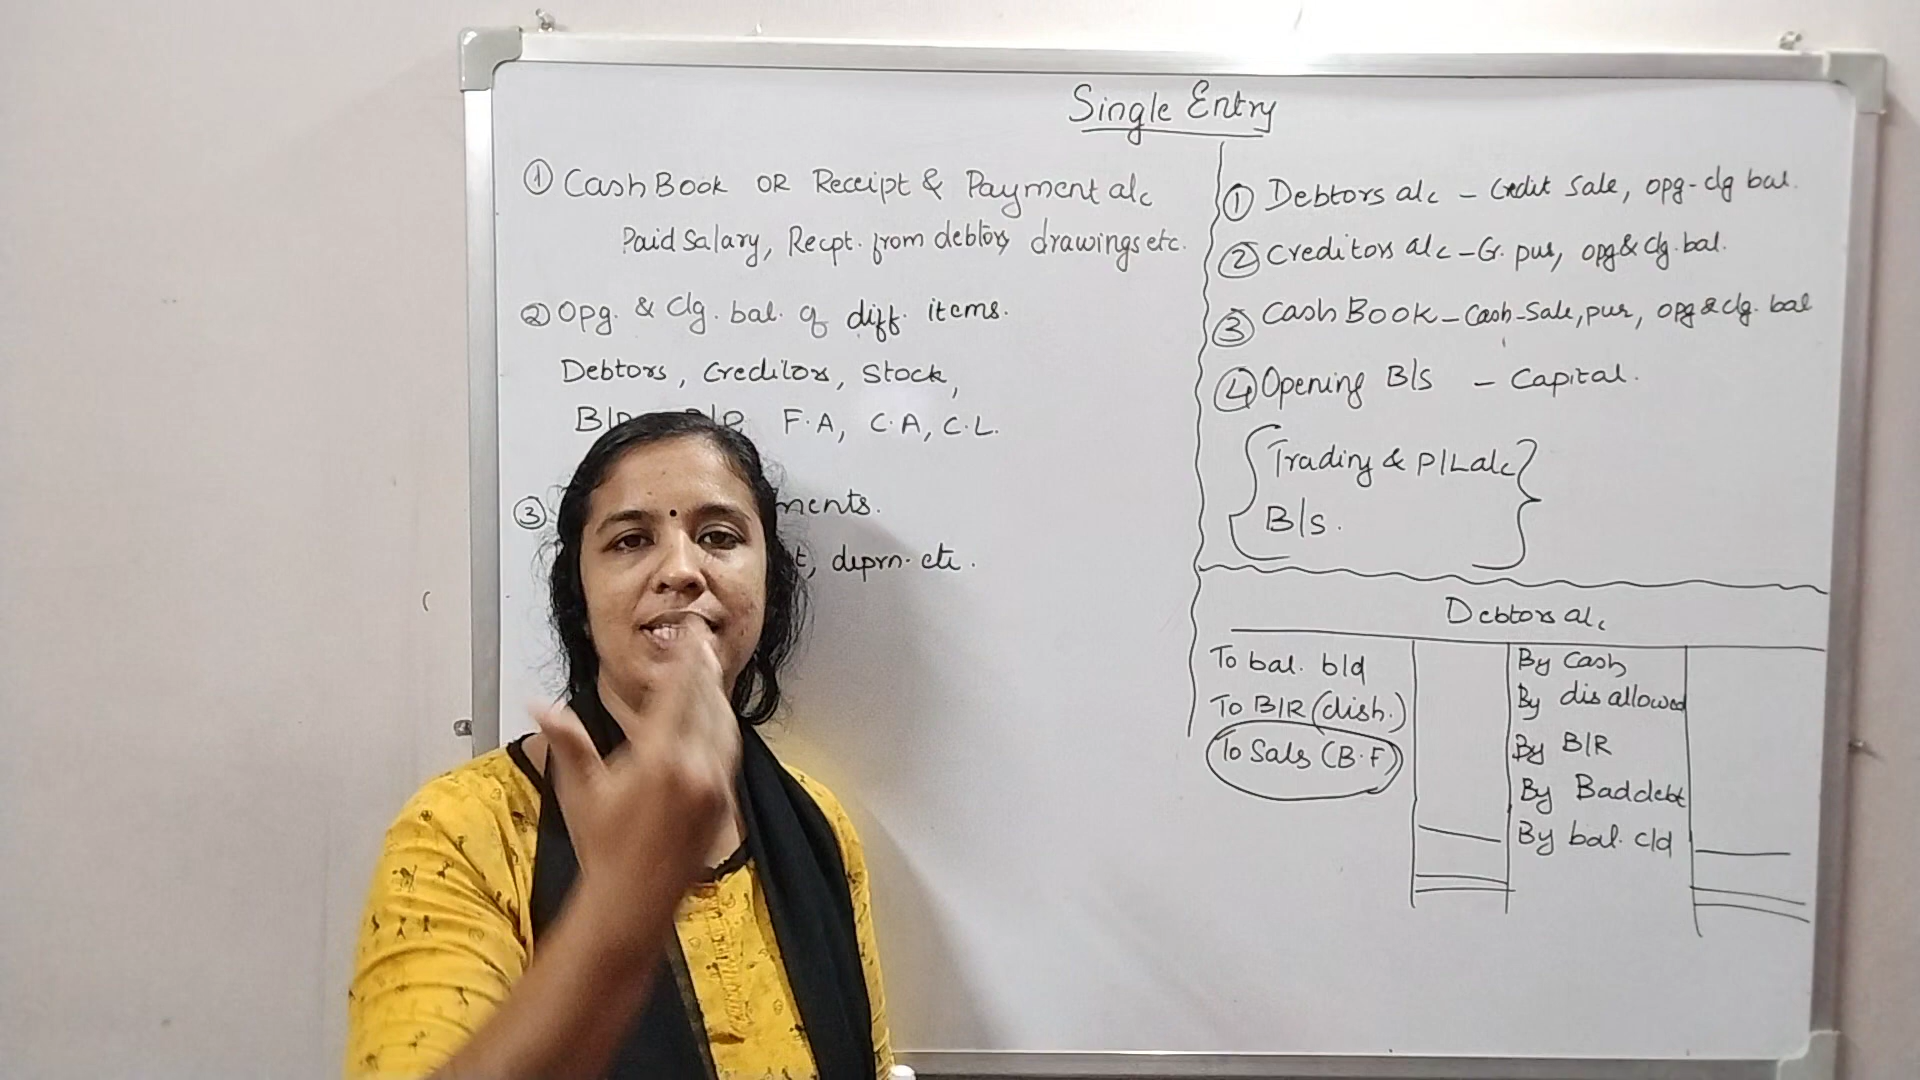 Single Entry
① Cash Book OR Receipt & Payment a/c
Paid Salary, Recpt. from debtors, drawings etc.
② Opg. & Clg. bal. of diff. items.
Debtors, Creditors, Stock,
F.A, C.A, C.L.
③
depm. etc.
① Debtors a/c - Credit Sale, opg-clg bal.
② Creditors a/c - Cr. pur, opg & clg. bal.
③ Cash Book - Cash-Sale, pur, opg & clg. bal
④ Opening B/S - Capital.
Trading & P/L a/c
B/S.
Debtors a/c
To bal. b/d
To B/R (dish.)
To Sals (B.F)
By Cash
By dis allowed
By B/R
By Bad debt
By bal. c/d